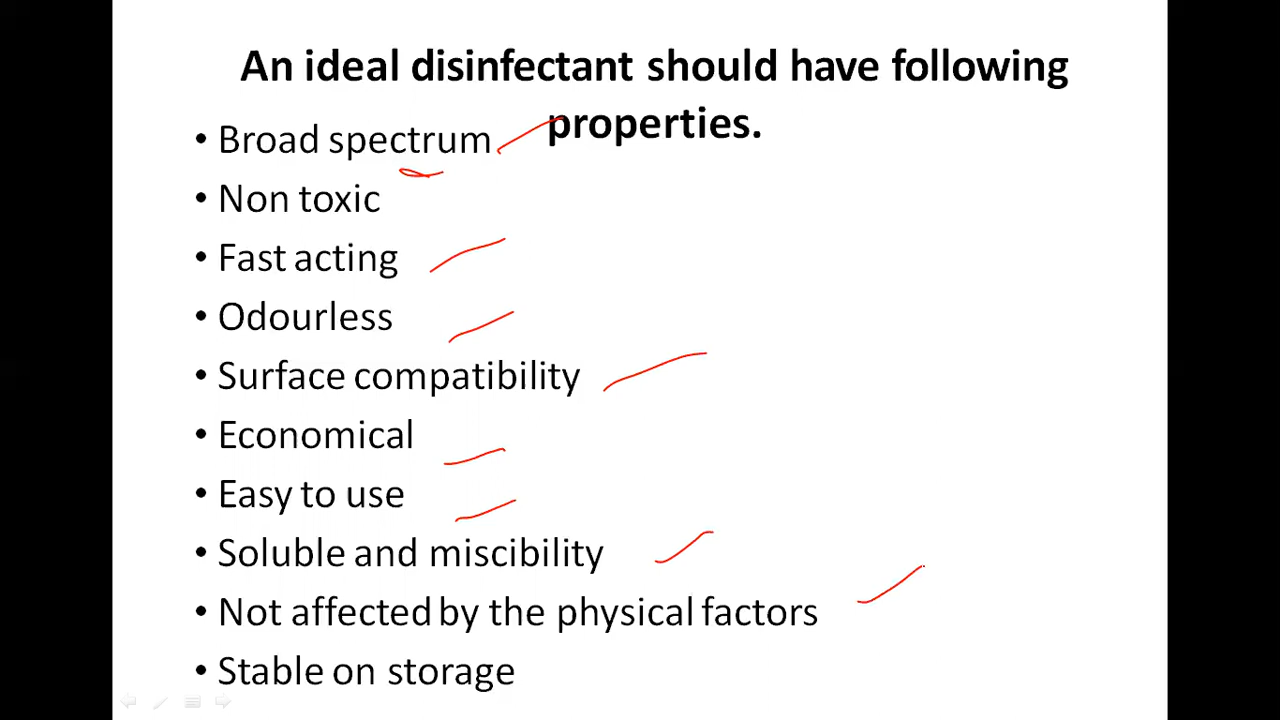 An ideal disinfectant should have following
properties.
• Broad spectrum
• Non toxic
• Fast acting
• Odourless
• Surface compatibility
• Economical
• Easy to use
• Soluble and miscibility
• Not affected by the physical factors
• Stable on storage